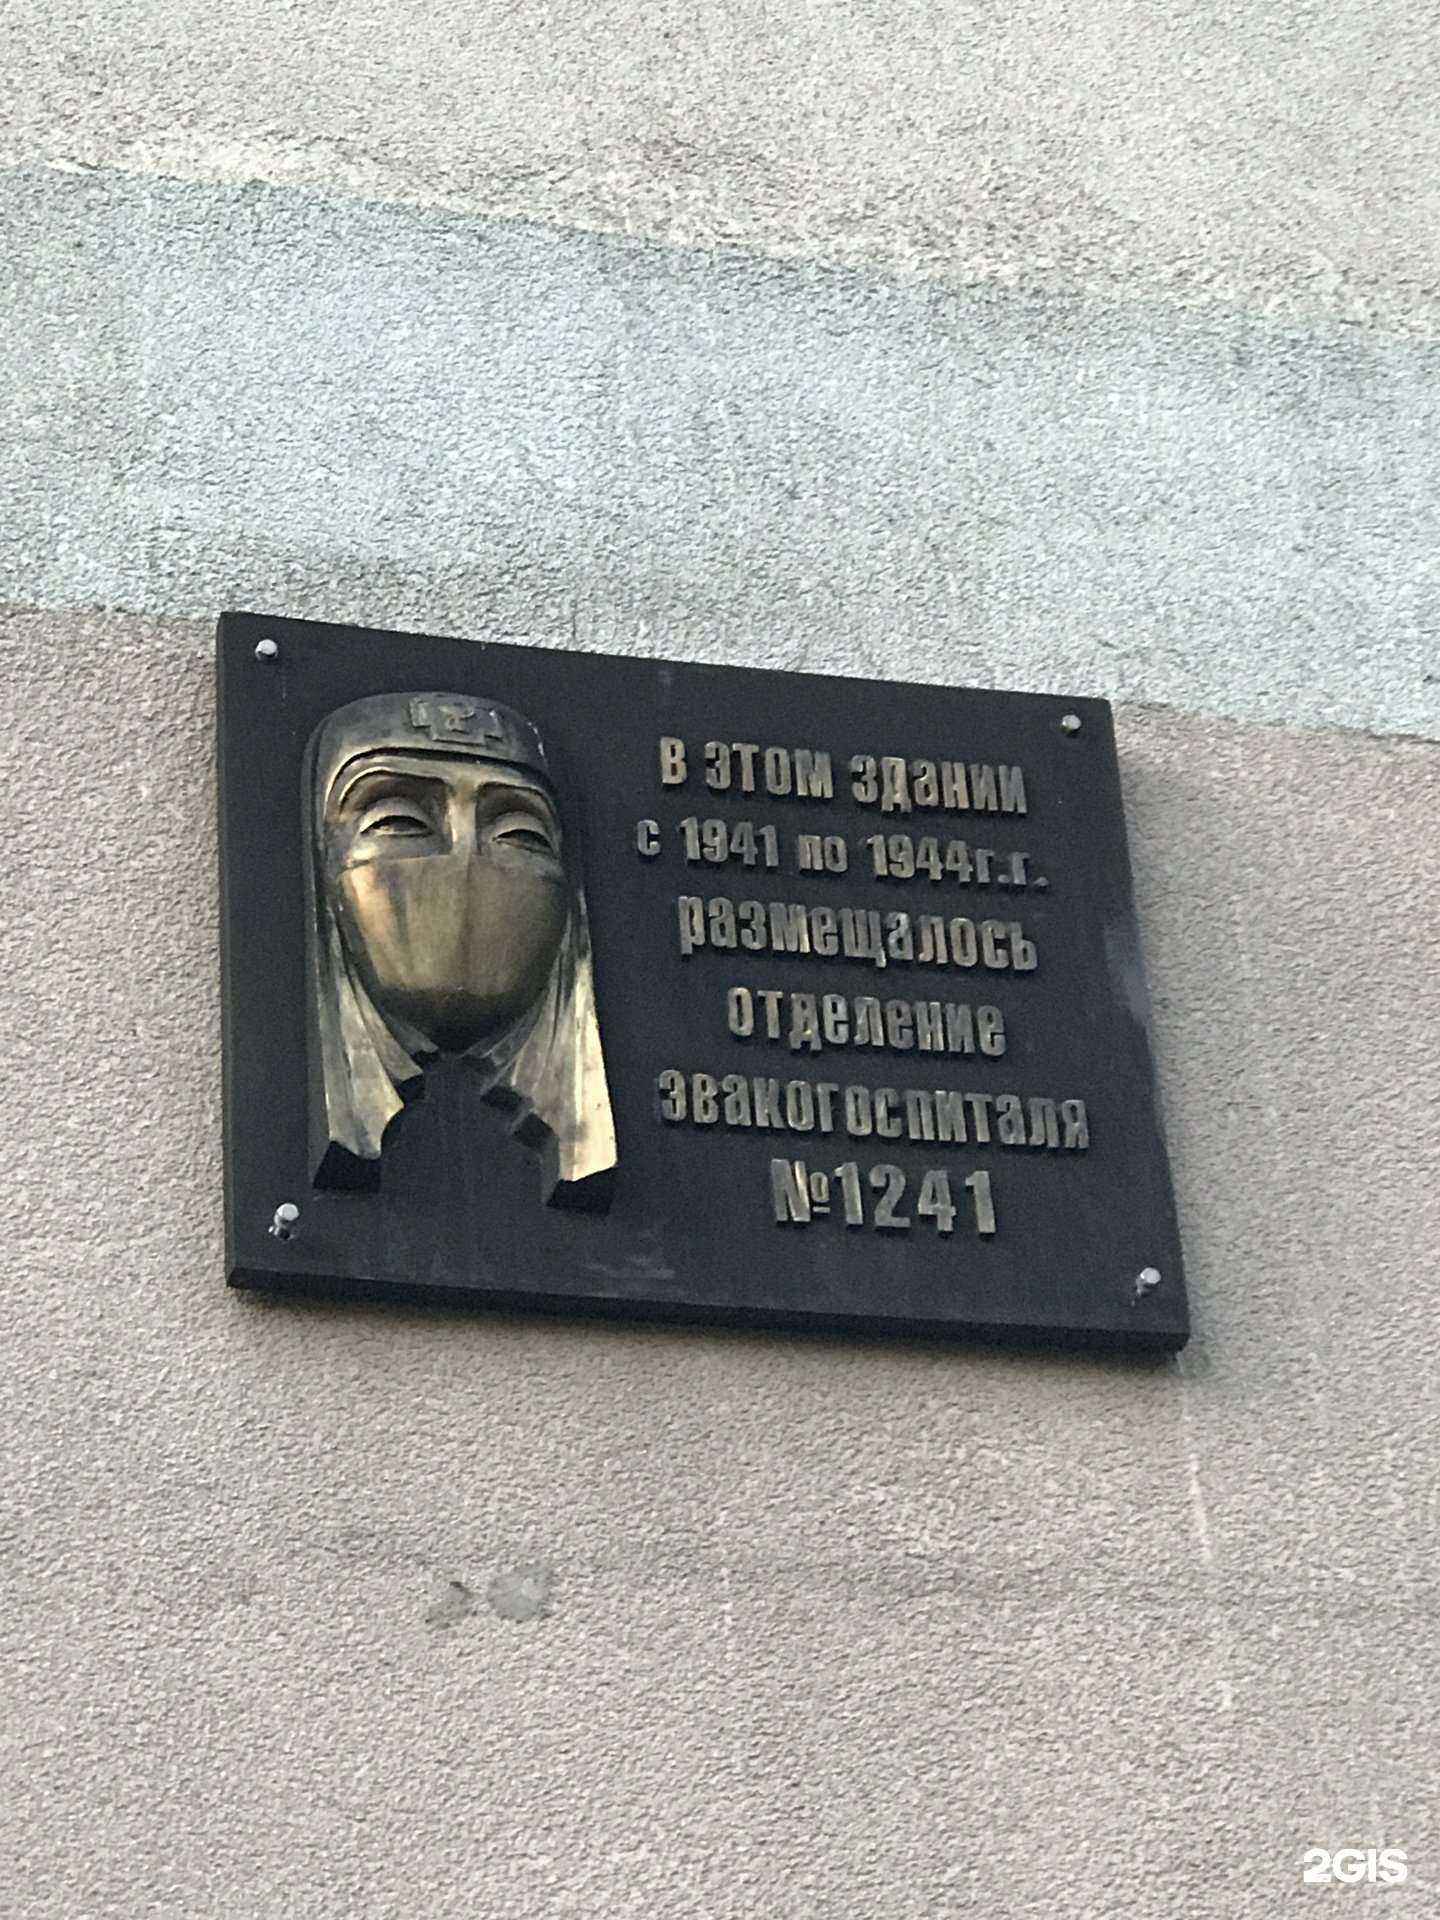 в этом здании
с 1941 по 1944г.г.
размещалось
отделение
эвакогоспиталя
№1241
2GIS